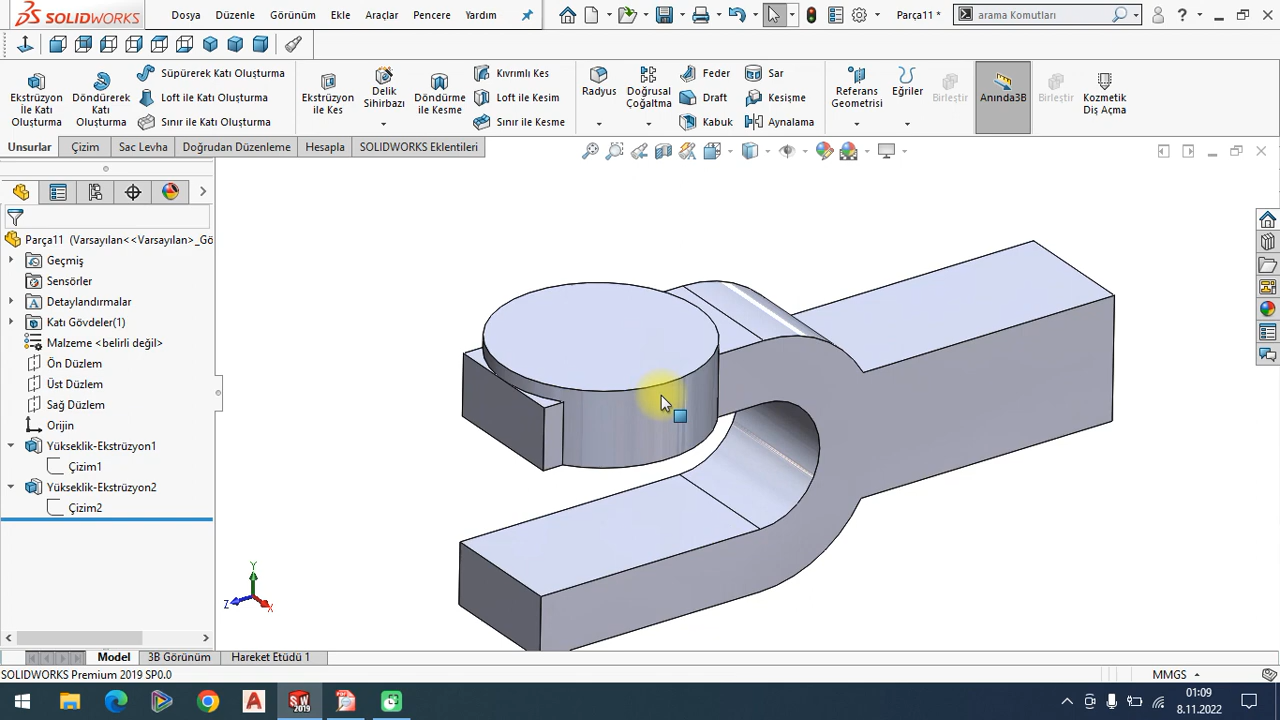 SOLIDWORKS Dosya Düzenle Görünüm Ekle Araçlar Pencere Yardım Parça11 * arama Komutları ?
Ekstrüzyon İle Katı Oluşturma
Döndürerek Katı Oluşturma
Süpürerek Katı Oluşturma
Loft ile Katı Oluşturma
Sınır ile Katı Oluşturma
Ekstrüzyon ile Kes
Delik Sihirbazı
Döndürme ile Kesme
Kıvrımlı Kes
Loft ile Kesim
Sınır ile Kesme
Radyus
Doğrusal Çoğaltma
Feder
Draft
Kabuk
Sar
Kesişme
Aynalama
Referans Geometrisi
Eğriler
Birleştir
Anında3B
Birleştir
Kozmetik Diş Açma
Unsurlar Çizim Sac Levha Doğrudan Düzenleme Hesapla SOLIDWORKS Eklentileri
Parça11 (Varsayılan<<Varsayılan>_Gö
Geçmiş
Sensörler
Detaylandırmalar
Katı Gövdeler(1)
Malzeme <belirli değil>
Ön Düzlem
Üst Düzlem
Sağ Düzlem
Orijin
Yükseklik-Ekstrüzyon1
Çizim1
Yükseklik-Ekstrüzyon2
Çizim2
Y
Z
X
Model 3B Görünüm Hareket Etüdü 1
SOLIDWORKS Premium 2019 SP0.0 MMGS
SW 2019
01:09
8.11.2022